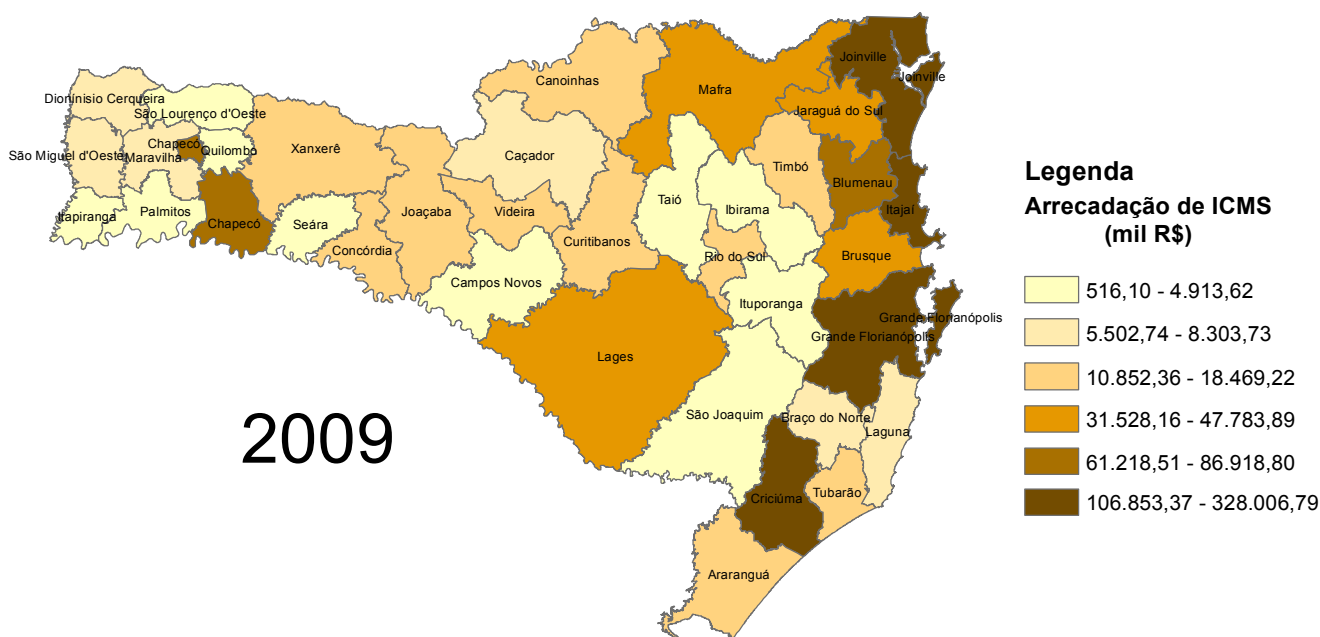 Joinville
Joinville
Canoinhas
Mafra
Dionínisio Cerqueira
São Lourenço d'Oeste
Jaraguá do Sul
Chapecó
Xanxerê
Quilombo
São Miguel d'Oeste
Maravilha
Caçador
Timbó
Blumenau
Taió
Ibirama
Itapiranga
Palmitos
Chapecó
Seára
Joaçaba
Videira
Itajaí
Curitibanos
Concórdia
Rio do Sul
Brusque
Campos Novos
Ituporanga
Grande Florianópolis
Grande Florianópolis
Lages
São Joaquim
Braço do Norte
Laguna
Criciúma
Tubarão
Araranguá
2009
Legenda
Arrecadação de ICMS
(mil R$)
516,10 - 4.913,62
5.502,74 - 8.303,73
10.852,36 - 18.469,22
31.528,16 - 47.783,89
61.218,51 - 86.918,80
106.853,37 - 328.006,79